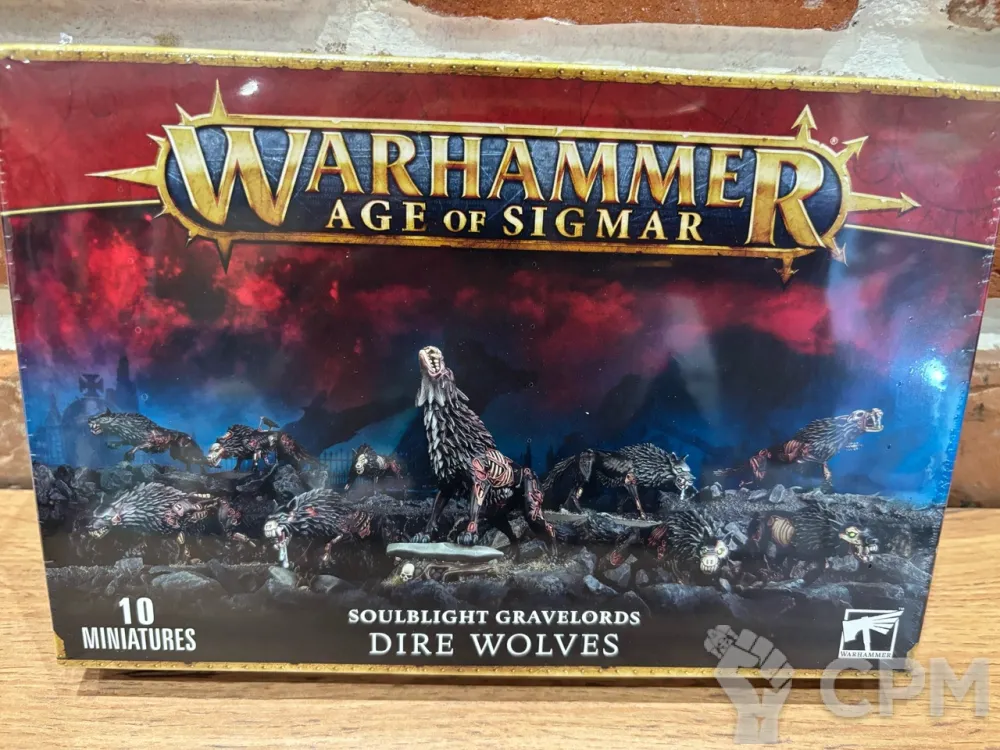 WARHAMMER
AGE OF SIGMAR
10
MINIATURES
SOULBLIGHT GRAVELORDS
DIRE WOLVES
WARHAMMER
CPM